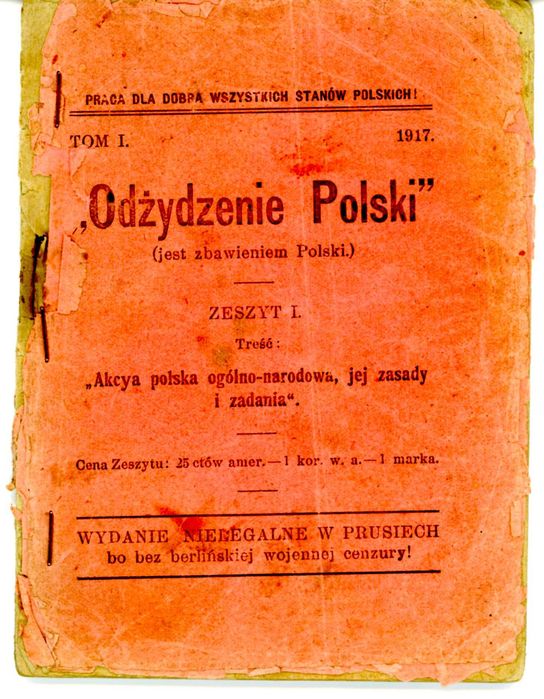 PRACA DLA DOBRA WSZYSTKICH STANÓW POLSKICH!
TOM I. 1917.
„Odżydzenie Polski”
(jest zbawieniem Polski.)
ZESZYT I.
Treść:
„Akcya polska ogólno-narodowa, jej zasady
i zadania“.
Cena Zeszytu: 25 ctów amer.—1 kor. w. a.—1 marka.
WYDANIE NIELEGALNE W PRUSIECH
bo bez berlińskiej wojennej cenzury!